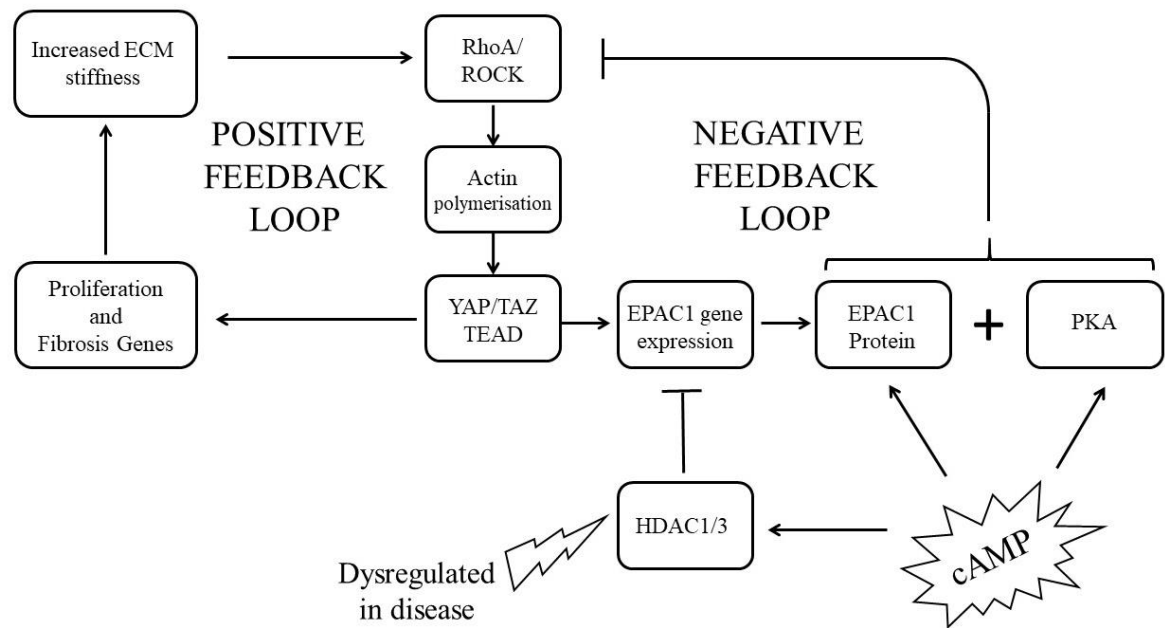 Increased ECM
stiffness
RhoA/
ROCK
POSITIVE
FEEDBACK
LOOP
NEGATIVE
FEEDBACK
LOOP
Actin
polymerisation
Proliferation
and
Fibrosis Genes
YAP/TAZ
TEAD
EPAC1 gene
expression
EPAC1
Protein
+
PKA
HDAC1/3
cAMP
Dysregulated
in disease